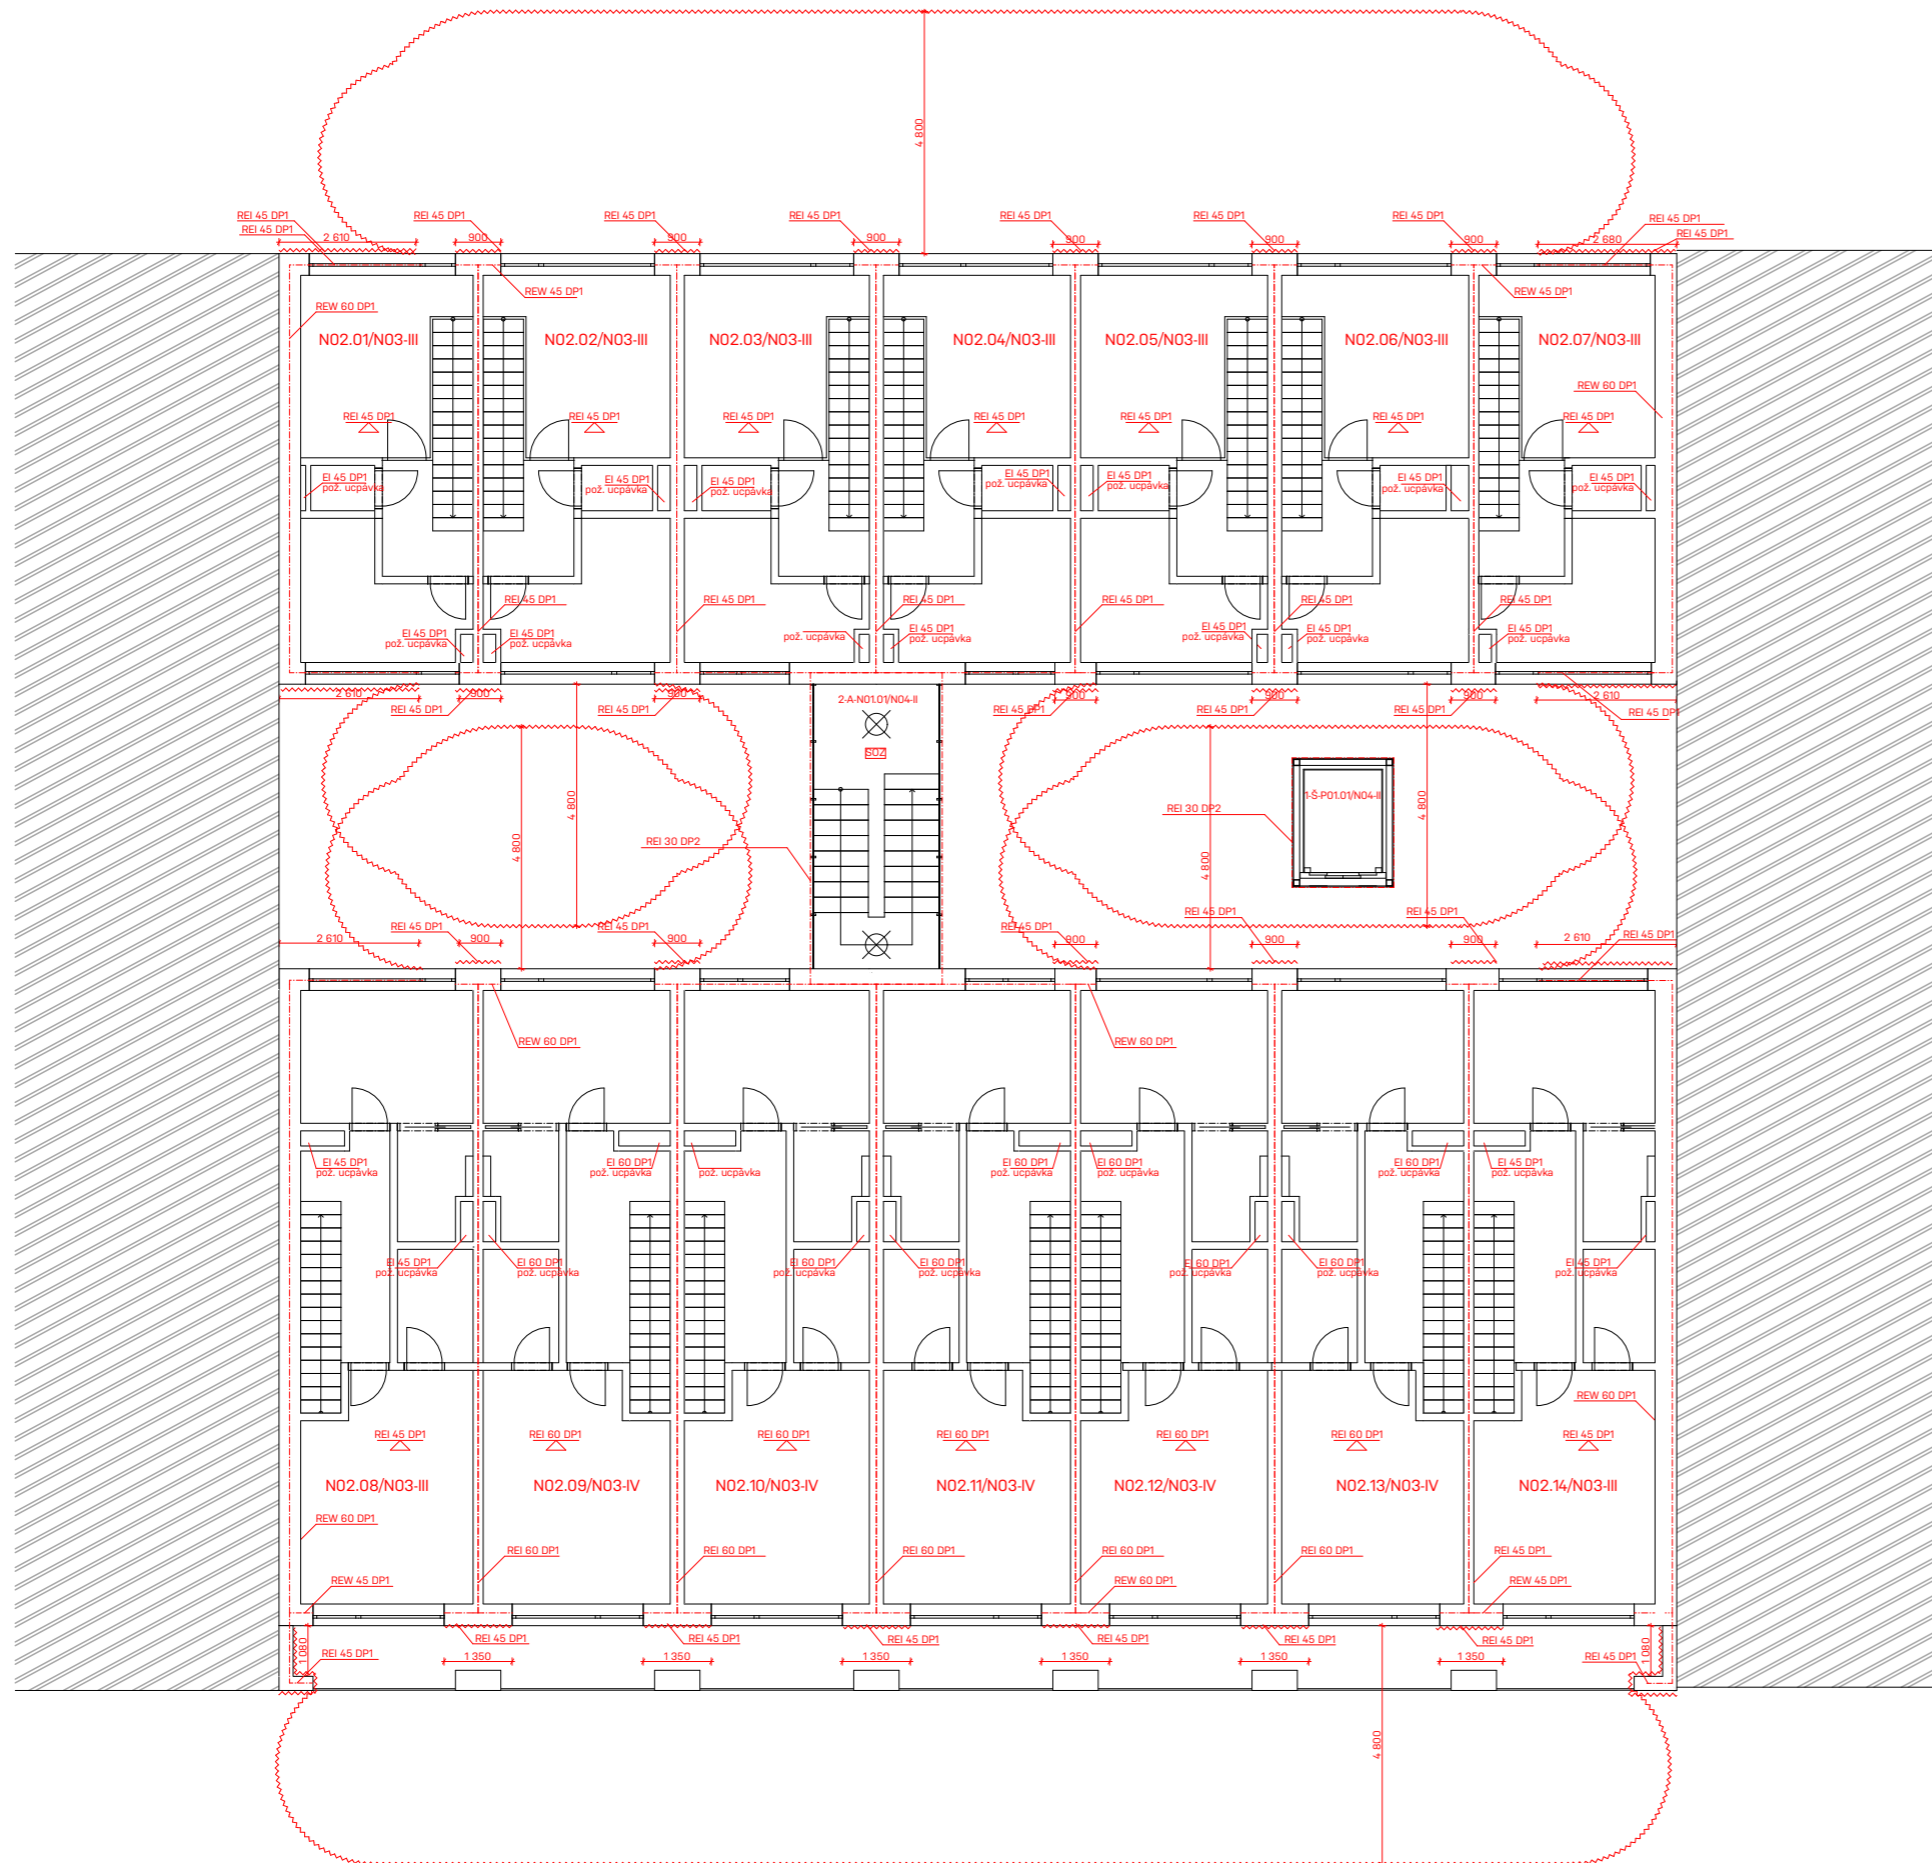 4 800
REI 45 DP1
REI 45 DP1
REI 45 DP1
REI 45 DP1
REI 45 DP1
REI 45 DP1
REI 45 DP1
REI 45 DP1
REI 45 DP1
REI 45 DP1
2 610
900
900
900
900
900
900
2 680
REW 45 DP1
REW 45 DP1
REW 60 DP1
N02.01/N03-III
N02.02/N03-III
N02.03/N03-III
N02.04/N03-III
N02.05/N03-III
N02.06/N03-III
N02.07/N03-III
REW 60 DP1
REI 45 DP1
REI 45 DP1
REI 45 DP1
REI 45 DP1
REI 45 DP1
REI 45 DP1
REI 45 DP1
EI 45 DP1
pož. ucpávka
EI 45 DP1
pož. ucpávka
EI 45 DP1
pož. ucpávka
EI 45 DP1
pož. ucpávka
EI 45 DP1
pož. ucpávka
EI 45 DP1
pož. ucpávka
EI 45 DP1
pož. ucpávka
REI 45 DP1
REI 45 DP1
REI 45 DP1
REI 45 DP1
REI 45 DP1
REI 45 DP1
EI 45 DP1
pož. ucpávka
EI 45 DP1
pož. ucpávka
pož. ucpávka
EI 45 DP1
pož. ucpávka
EI 45 DP1
pož. ucpávka
EI 45 DP1
pož. ucpávka
EI 45 DP1
pož. ucpávka
2 610
900
900
2-A-N01.01/N04-II
900
900
900
2 610
REI 45 DP1
REI 45 DP1
REI 45 DP1
REI 45 DP1
REI 45 DP1
REI 45 DP1
SOZ
4 800
4 800
4 800
4 800
1-Š-P01.01/N04-II
REI 30 DP2
REI 30 DP2
REI 45 DP1
REI 45 DP1
REI 45 DP1
REI 45 DP1
REI 45 DP1
REI 45 DP1
2 610
900
900
900
900
900
2 610
REW 60 DP1
REW 60 DP1
EI 45 DP1
pož. ucpávka
EI 60 DP1
pož. ucpávka
pož. ucpávka
EI 60 DP1
pož. ucpávka
EI 60 DP1
pož. ucpávka
EI 60 DP1
pož. ucpávka
EI 45 DP1
pož. ucpávka
EI 45 DP1
pož. ucpávka
EI 60 DP1
pož. ucpávka
EI 60 DP1
pož. ucpávka
EI 60 DP1
pož. ucpávka
EI 60 DP1
pož. ucpávka
EI 60 DP1
pož. ucpávka
EI 45 DP1
pož. ucpávka
REW 60 DP1
REI 45 DP1
REI 60 DP1
REI 60 DP1
REI 60 DP1
REI 60 DP1
REI 60 DP1
REI 45 DP1
N02.08/N03-III
N02.09/N03-IV
N02.10/N03-IV
N02.11/N03-IV
N02.12/N03-IV
N02.13/N03-IV
N02.14/N03-III
REW 60 DP1
REI 60 DP1
REI 60 DP1
REI 60 DP1
REI 60 DP1
REI 60 DP1
REI 45 DP1
REW 45 DP1
REW 60 DP1
REW 45 DP1
REI 45 DP1
REI 45 DP1
REI 45 DP1
REI 45 DP1
REI 45 DP1
REI 45 DP1
1 080
REI 45 DP1
1 350
1 350
1 350
1 350
1 350
1 350
REI 45 DP1
1 080
4 800